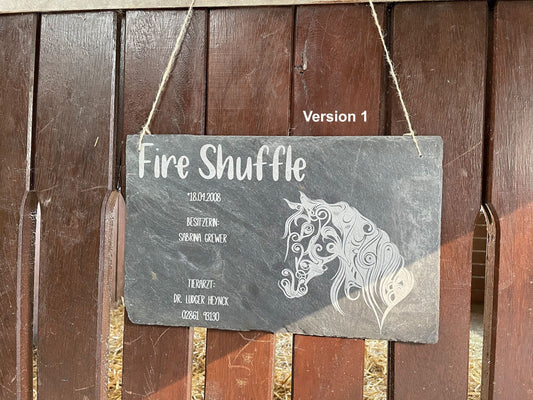 Version 1
Fire Shuffle
*18.04.2008
BESITZERIN:
SABRINA GREWER
TIERARZT:
DR. LUDGER HEYNCK
02861 93130